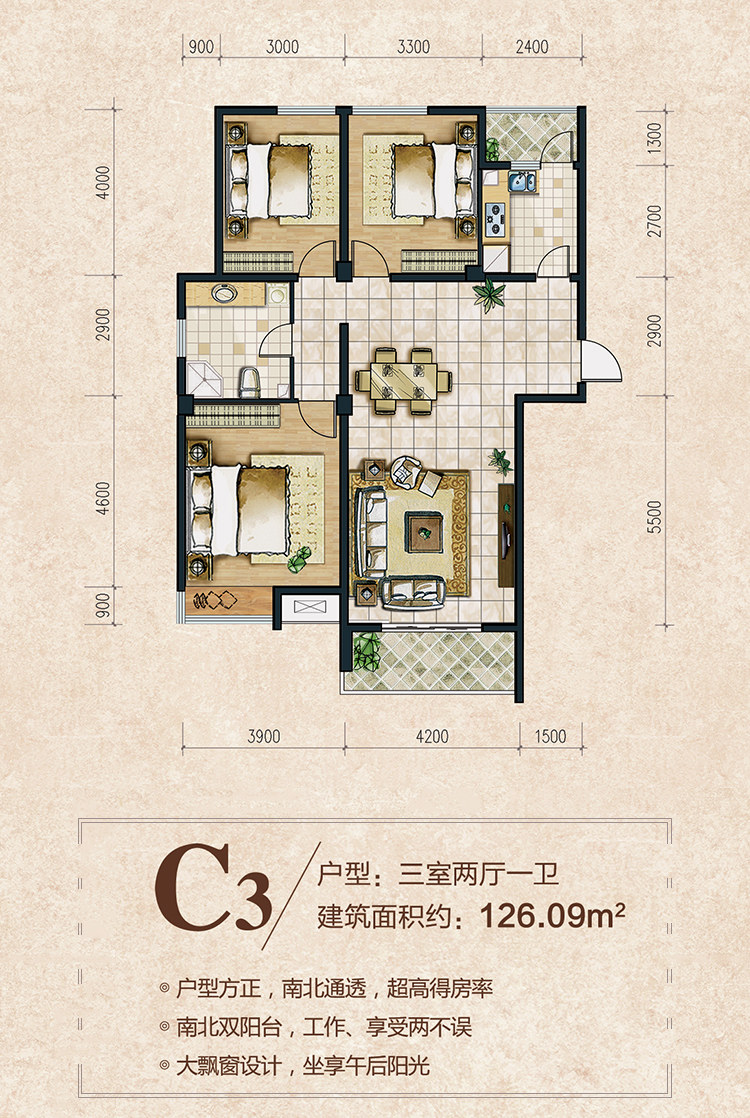 900 3000 3300 2400
4000
2900
4600
900
1300
2700
2900
5500
3900 4200 1500
C3
户型：三室两厅一卫
建筑面积约：126.09m²
户型方正，南北通透，超高得房率
南北双阳台，工作、享受两不误
大飘窗设计，坐享午后阳光